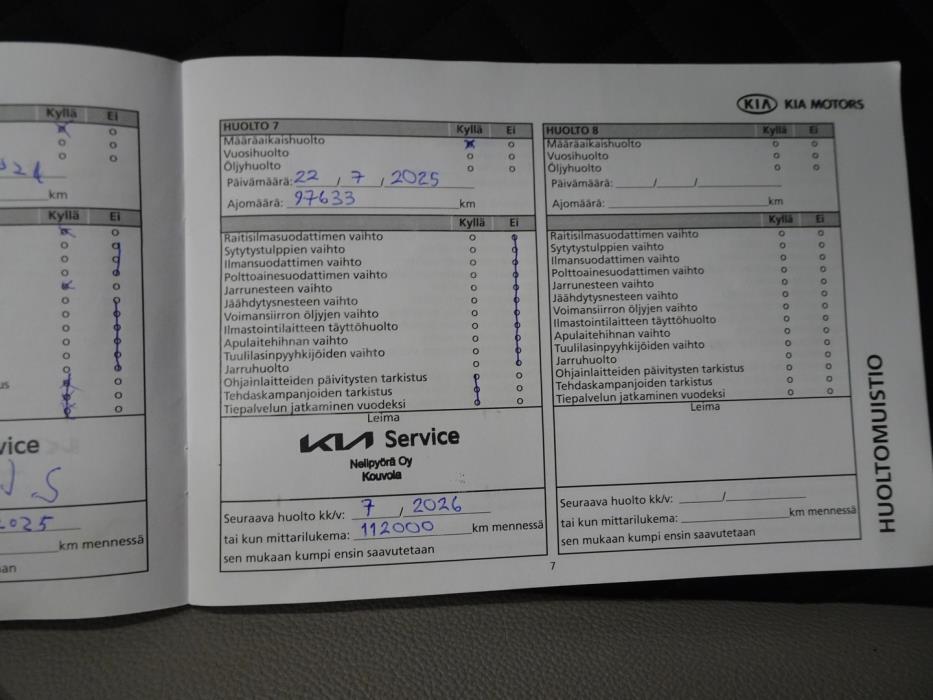 Kyllä Ei
324
km
Kyllä Ei
us
vice
JS
2025
km mennessä
an
KIA KIA MOTORS
HUOLTO 7 Kyllä Ei
Määräaikaishuolto
Vuosihuolto
Öljyhuolto
Päivämäärä: 22 / 7 / 2025
Ajomäärä: 97633 km
Kyllä Ei
Raitisilmasuodattimen vaihto
Sytytystulppien vaihto
Ilmansuodattimen vaihto
Polttoainesuodattimen vaihto
Jarrunesteen vaihto
Jäähdytysnesteen vaihto
Voimansiirron öljyjen vaihto
Ilmastointilaitteen täyttöhuolto
Apulaitehihnan vaihto
Tuulilasinpyyhkijöiden vaihto
Jarruhuolto
Ohjainlaitteiden päivitysten tarkistus
Tehdaskampanjoiden tarkistus
Tiepalvelun jatkaminen vuodeksi
Leima
KIA Service
Nelipyörä Oy
Kouvola
Seuraava huolto kk/v: 7 / 2026
tai kun mittarilukema: 112000 km mennessä
sen mukaan kumpi ensin saavutetaan
HUOLTO 8 Kyllä Ei
Määräaikaishuolto
Vuosihuolto
Öljyhuolto
Päivämäärä: / /
Ajomäärä: km
Kyllä Ei
Raitisilmasuodattimen vaihto
Sytytystulppien vaihto
Ilmansuodattimen vaihto
Polttoainesuodattimen vaihto
Jarrunesteen vaihto
Jäähdytysnesteen vaihto
Voimansiirron öljyjen vaihto
Ilmastointilaitteen täyttöhuolto
Apulaitehihnan vaihto
Tuulilasinpyyhkijöiden vaihto
Jarruhuolto
Ohjainlaitteiden päivitysten tarkistus
Tehdaskampanjoiden tarkistus
Tiepalvelun jatkaminen vuodeksi
Leima
Seuraava huolto kk/v: /
tai kun mittarilukema: km mennessä
sen mukaan kumpi ensin saavutetaan
HUOLTOMUISTIO
7